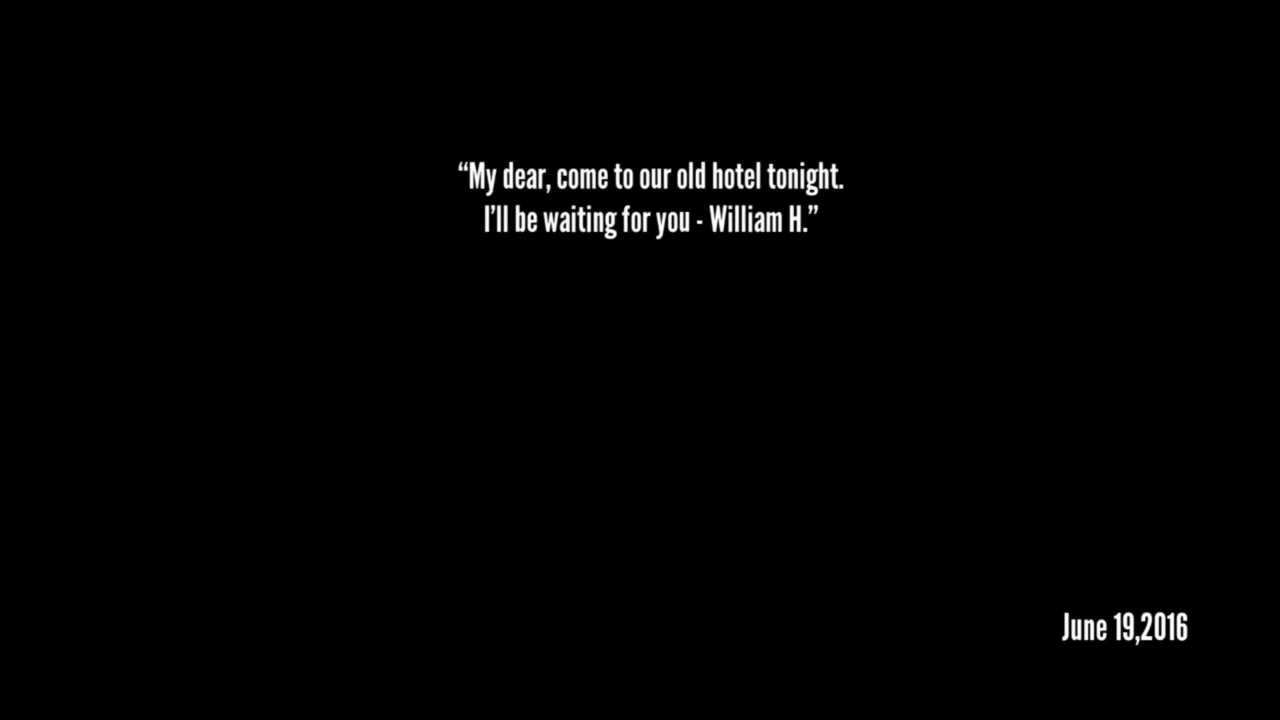 “My dear, come to our old hotel tonight.
I’ll be waiting for you - William H.”
June 19,2016